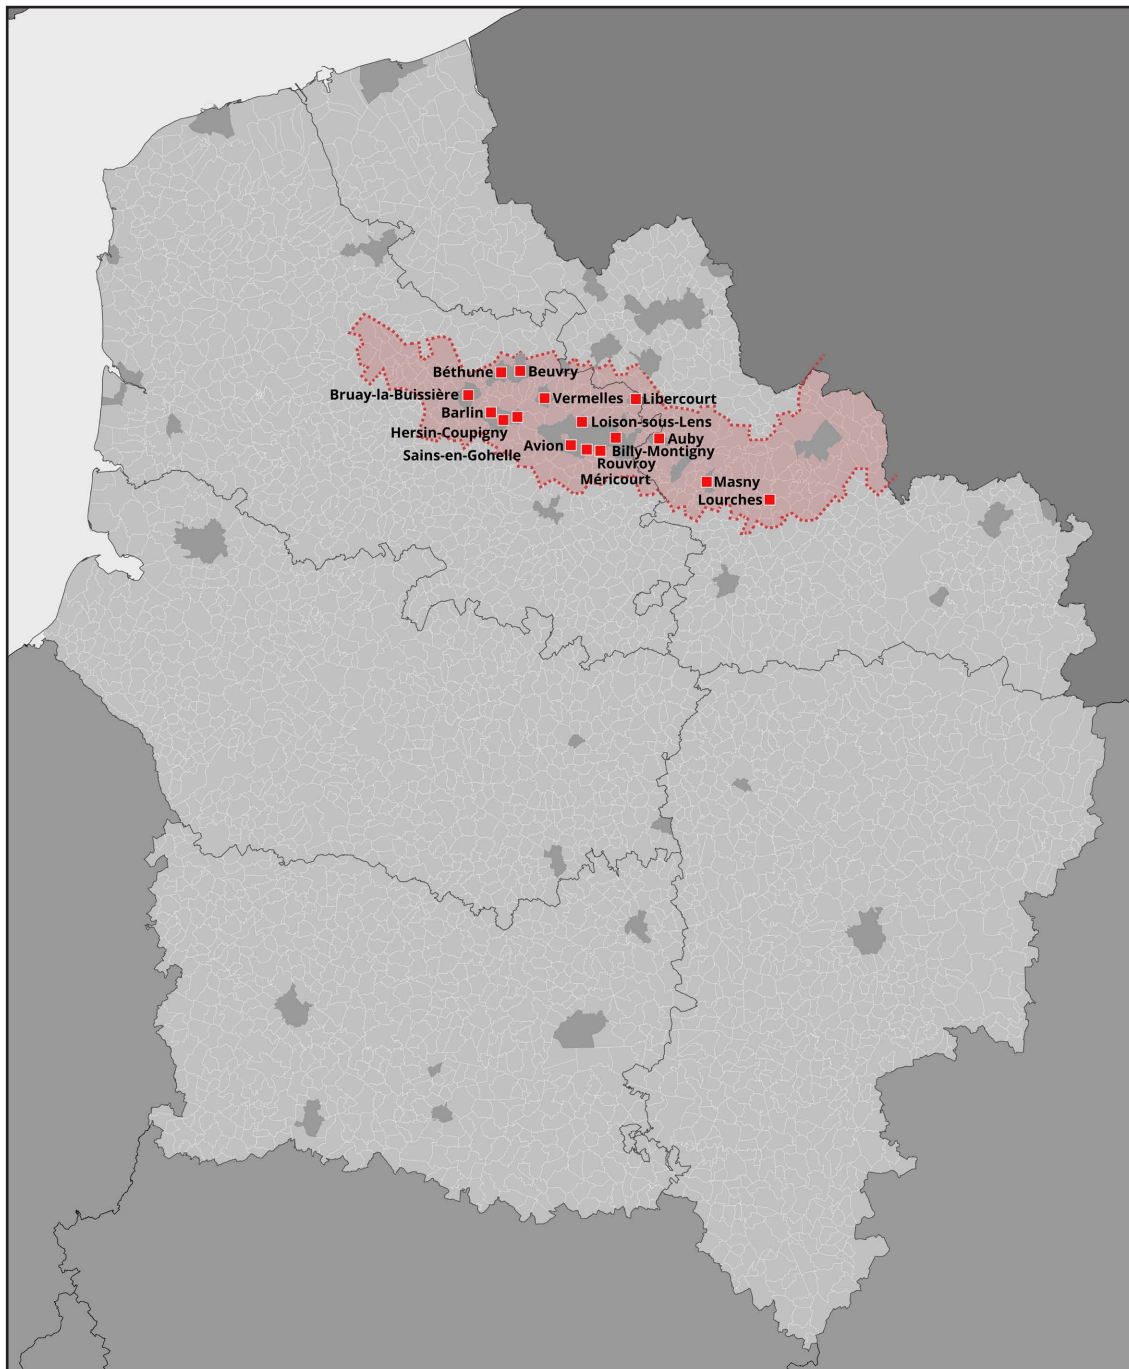 Béthune
Beuvry
Bruay-la-Buissière
Vermelles
Libercourt
Barlin
Loison-sous-Lens
Hersin-Coupigny
Auby
Avion
Billy-Montigny
Sains-en-Gohelle
Rouvroy
Méricourt
Masny
Lourches